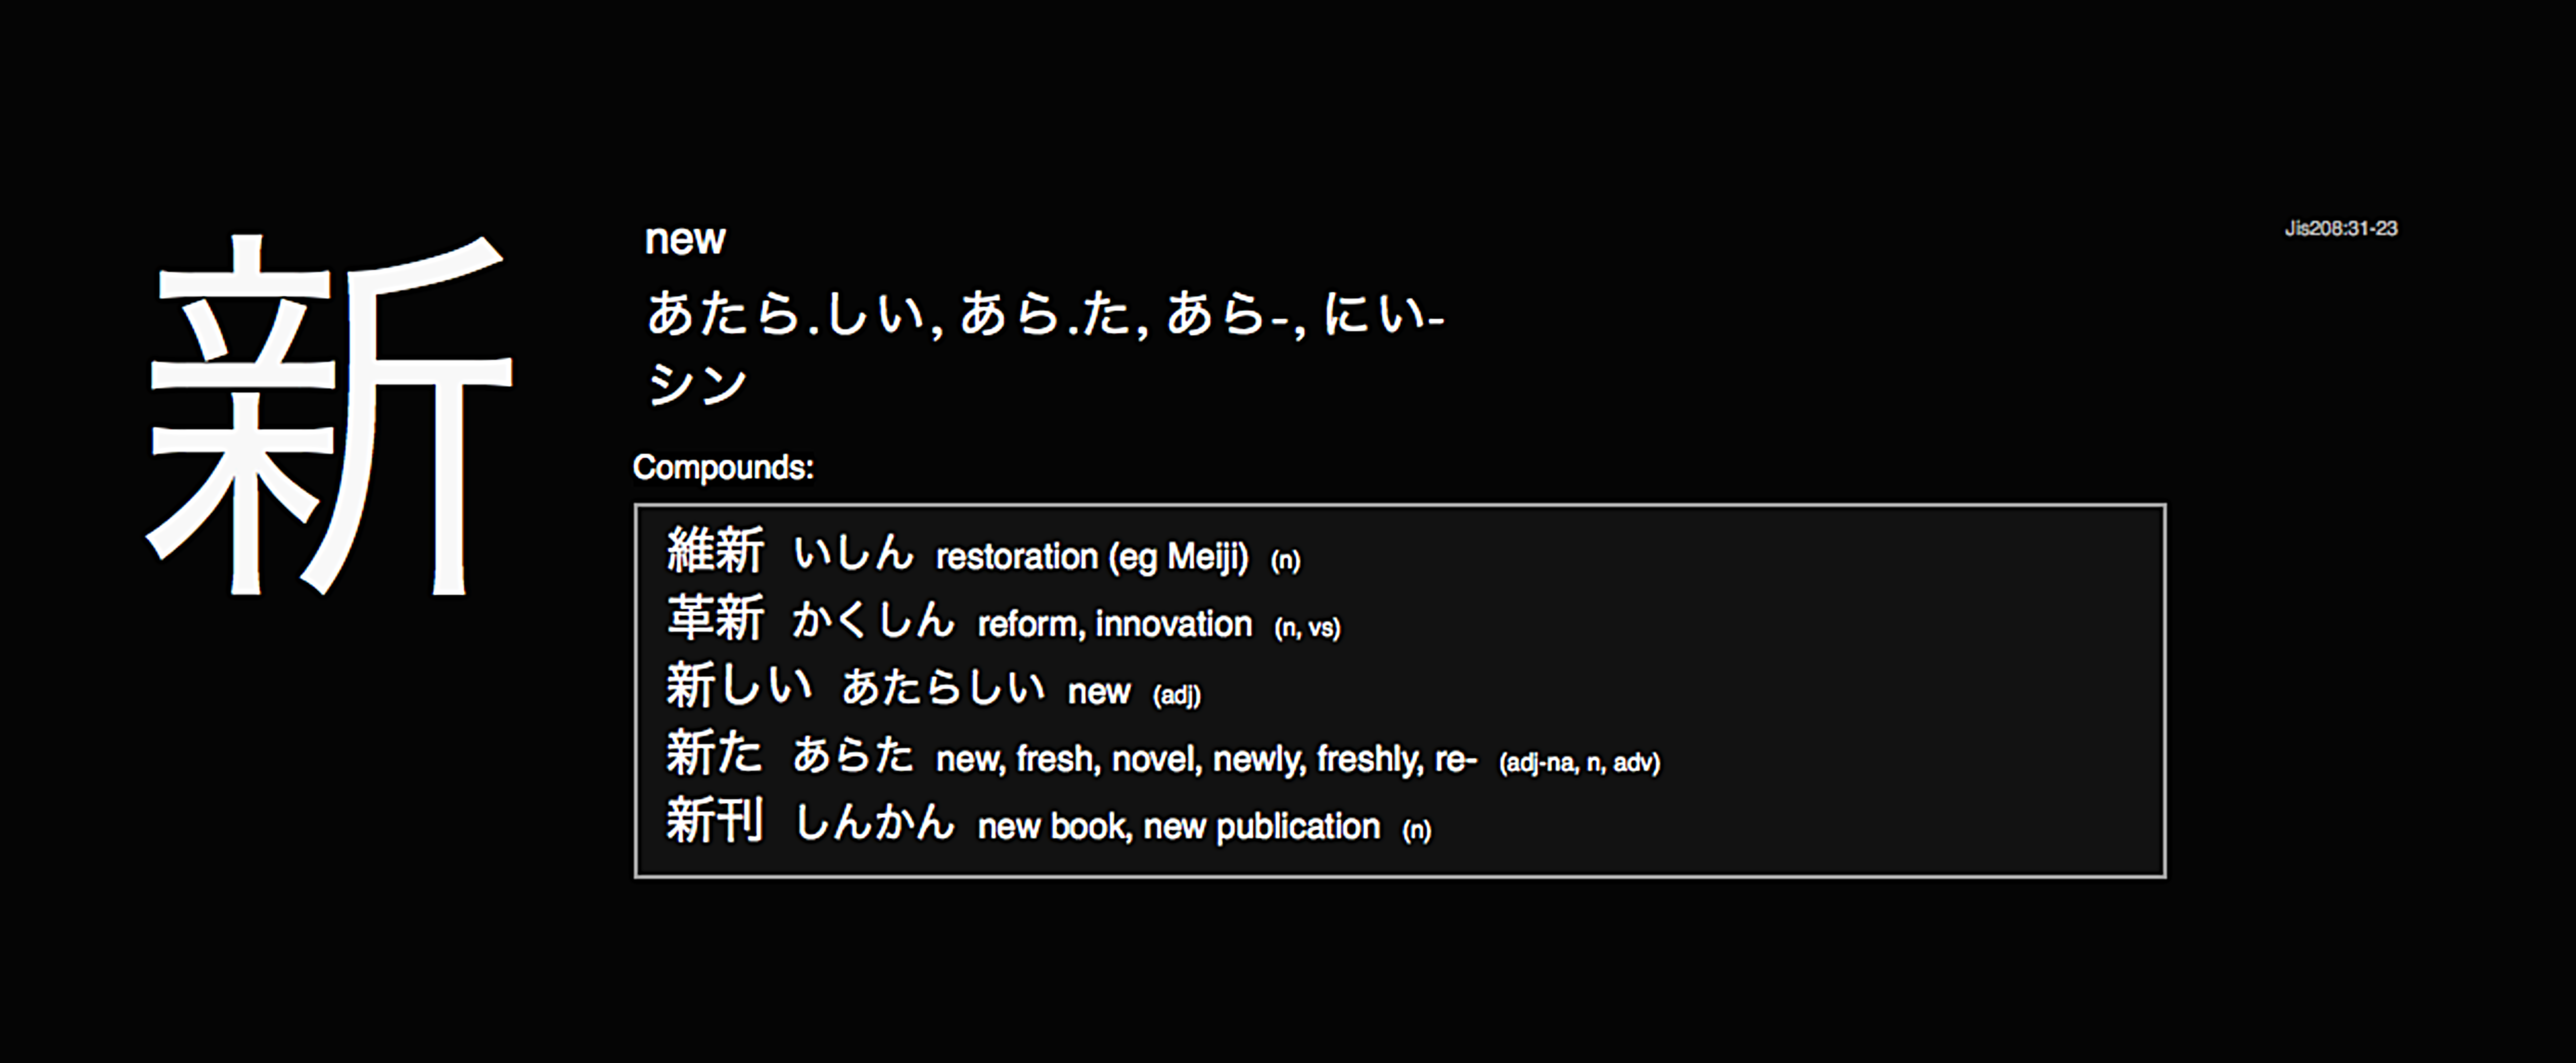 新
new
あたら.しい, あら.た, あら-, にい-
シン
Jis208:31-23
Compounds:
維新 いしん restoration (eg Meiji) (n)
革新 かくしん reform, innovation (n, vs)
新しい あたらしい new (adj)
新た あらた new, fresh, novel, newly, freshly, re- (adj-na, n, adv)
新刊 しんかん new book, new publication (n)